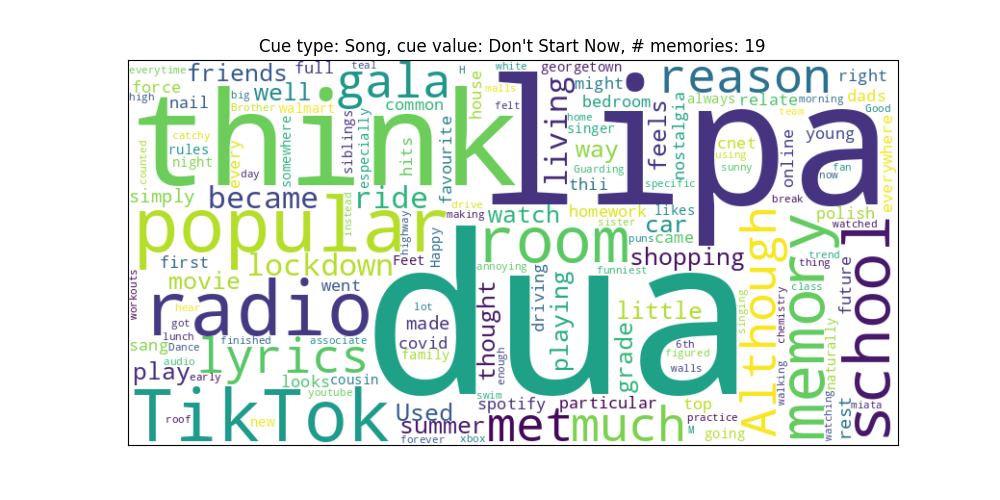 Cue type: Song, cue value: Don't Start Now, # memories: 19
everytime
friends
full
teal
H
white
georgetown
force
high
nail
big
Brother
well
walmart
gala
common
house
malls
felt
living
might
bedroom
feels
nostalgia
reason
always
relate
morning
right
dads
Good
team
think
lipa
counted
catchy
rules
night
every
day
somewhere
siblings
especially
hits
favourite
home
singer
way
Guarding
thii
specific
cnet
using
sunny
online
young
fan
now
everywhere
simply
became
ride
instead
highway
drive
making
watch
homework
sister
likes
car
break
polish
watched
popular
room
puns
came
first
lockdown
Feet
Happy
annoying
funniest
shopping
Although
memory
trend
thing
future
school
workouts
movie
went
dua
radio
hear
got
lunch
Dance
sang
finished
associate
lot
made
covid
family
thought
enough
driving
playing
little
grade
6th
figured
walls
singing
chemistry
class
naturally
audio
play
early
lyrics
looks
cousin
youtube
swim
spotify
particular
top
practice
walking
miata
TikTok
roof
new
Used
summer
forever
xbox
met
much
M
going
watching
rest